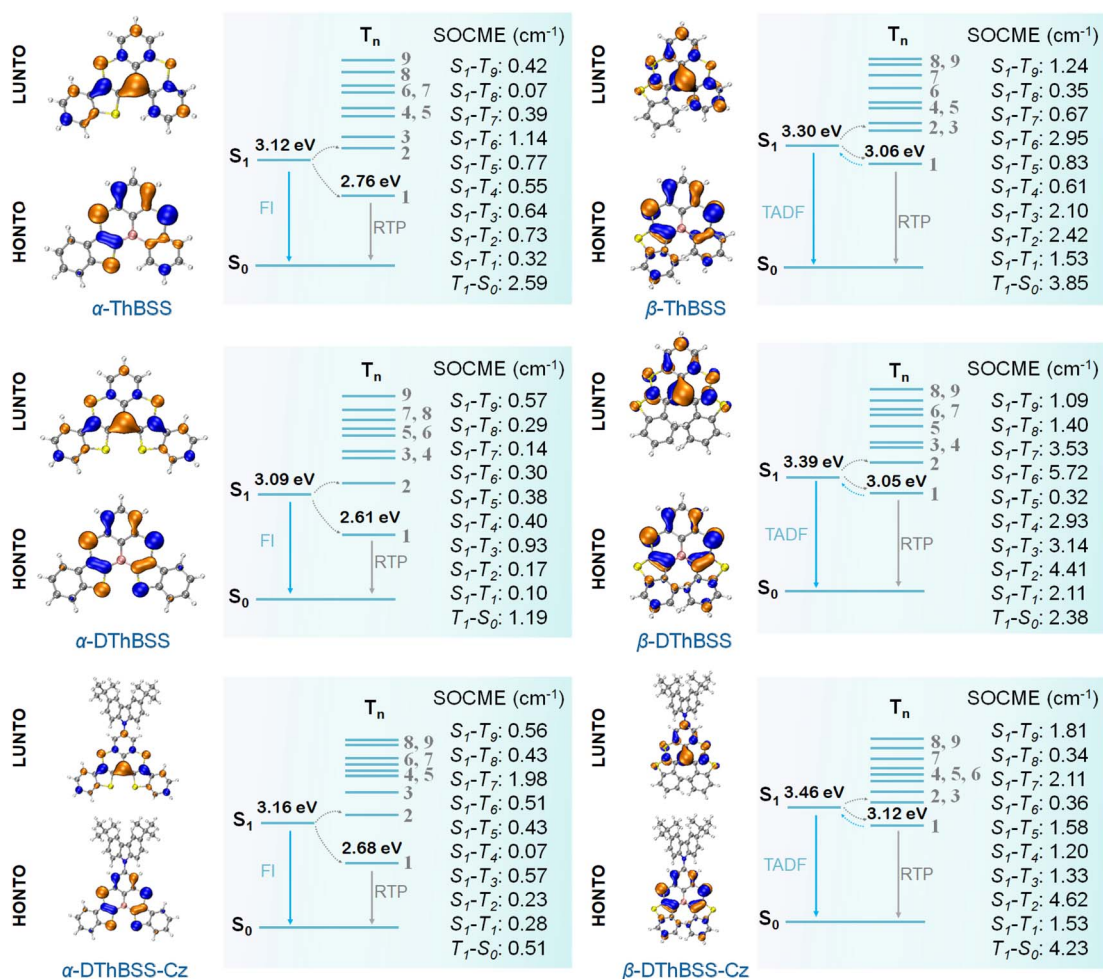 LUNTO
HONTO
α-ThBSS
T_n
9
8
6, 7
4, 5
3
2
1
S₁
3.12 eV
2.76 eV
FI
RTP
S₀
SOCME (cm⁻¹)
S₁-T₉: 0.42
S₁-T₈: 0.07
S₁-T₇: 0.39
S₁-T₆: 1.14
S₁-T₅: 0.77
S₁-T₄: 0.55
S₁-T₃: 0.64
S₁-T₂: 0.73
S₁-T₁: 0.32
T₁-S₀: 2.59
LUNTO
HONTO
β-ThBSS
T_n
8, 9
7
6
4, 5
2, 3
1
S₁
3.30 eV
3.06 eV
TADF
RTP
S₀
SOCME (cm⁻¹)
S₁-T₉: 1.24
S₁-T₈: 0.35
S₁-T₇: 0.67
S₁-T₆: 2.95
S₁-T₅: 0.83
S₁-T₄: 0.61
S₁-T₃: 2.10
S₁-T₂: 2.42
S₁-T₁: 1.53
T₁-S₀: 3.85
LUNTO
HONTO
α-DThBSS
T_n
9
7, 8
5, 6
3, 4
2
1
S₁
3.09 eV
2.61 eV
FI
RTP
S₀
SOCME (cm⁻¹)
S₁-T₉: 0.57
S₁-T₈: 0.29
S₁-T₇: 0.14
S₁-T₆: 0.30
S₁-T₅: 0.38
S₁-T₄: 0.40
S₁-T₃: 0.93
S₁-T₂: 0.17
S₁-T₁: 0.10
T₁-S₀: 1.19
LUNTO
HONTO
β-DThBSS
T_n
8, 9
6, 7
5
3, 4
2
1
S₁
3.39 eV
3.05 eV
TADF
RTP
S₀
SOCME (cm⁻¹)
S₁-T₉: 1.09
S₁-T₈: 1.40
S₁-T₇: 3.53
S₁-T₆: 5.72
S₁-T₅: 0.32
S₁-T₄: 2.93
S₁-T₃: 3.14
S₁-T₂: 4.41
S₁-T₁: 2.11
T₁-S₀: 2.38
LUNTO
HONTO
α-DThBSS-Cz
T_n
8, 9
6, 7
4, 5
3
2
1
S₁
3.16 eV
2.68 eV
FI
RTP
S₀
SOCME (cm⁻¹)
S₁-T₉: 0.56
S₁-T₈: 0.43
S₁-T₇: 1.98
S₁-T₆: 0.51
S₁-T₅: 0.43
S₁-T₄: 0.07
S₁-T₃: 0.57
S₁-T₂: 0.23
S₁-T₁: 0.28
T₁-S₀: 0.51
LUNTO
HONTO
β-DThBSS-Cz
T_n
8, 9
7
4, 5, 6
2, 3
1
S₁
3.46 eV
3.12 eV
TADF
RTP
S₀
SOCME (cm⁻¹)
S₁-T₉: 1.81
S₁-T₈: 0.34
S₁-T₇: 2.11
S₁-T₆: 0.36
S₁-T₅: 1.58
S₁-T₄: 1.20
S₁-T₃: 1.33
S₁-T₂: 4.62
S₁-T₁: 1.53
T₁-S₀: 4.23